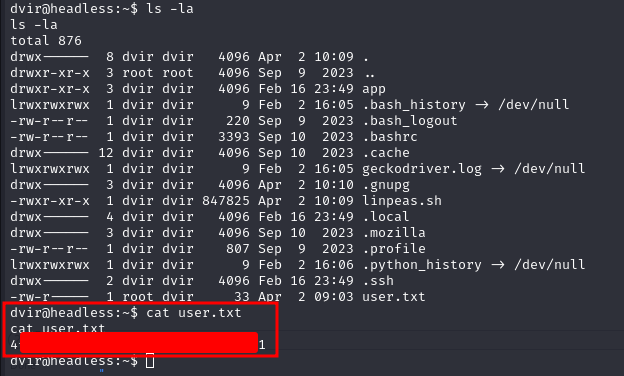 dvir@headless:~$ ls -la
ls -la
total 876
drwx------  8 dvir dvir   4096 Apr  2 10:09 .
drwxr-xr-x  3 root root   4096 Sep  9  2023 ..
drwxr-xr-x  3 dvir dvir   4096 Feb 16 23:49 app
lrwxrwxrwx  1 dvir dvir      9 Feb  2 16:05 .bash_history -> /dev/null
-rw-r--r--  1 dvir dvir    220 Sep  9  2023 .bash_logout
-rw-r--r--  1 dvir dvir   3393 Sep 10  2023 .bashrc
drwx------ 12 dvir dvir   4096 Sep 10  2023 .cache
lrwxrwxrwx  1 dvir dvir      9 Feb  2 16:05 geckodriver.log -> /dev/null
drwx------  3 dvir dvir   4096 Apr  2 10:10 .gnupg
-rwxr-xr-x  1 dvir dvir 847825 Apr  2 10:09 linpeas.sh
drwx------  4 dvir dvir   4096 Feb 16 23:49 .local
drwx------  3 dvir dvir   4096 Sep 10  2023 .mozilla
-rw-r--r--  1 dvir dvir    807 Sep  9  2023 .profile
lrwxrwxrwx  1 dvir dvir      9 Feb  2 16:06 .python_history -> /dev/null
drwx------  2 dvir dvir   4096 Feb 16 23:49 .ssh
-rw-r-----  1 root dvir     33 Apr  2 09:03 user.txt
dvir@headless:~$ cat user.txt
cat user.txt
4 1
dvir@headless:~$